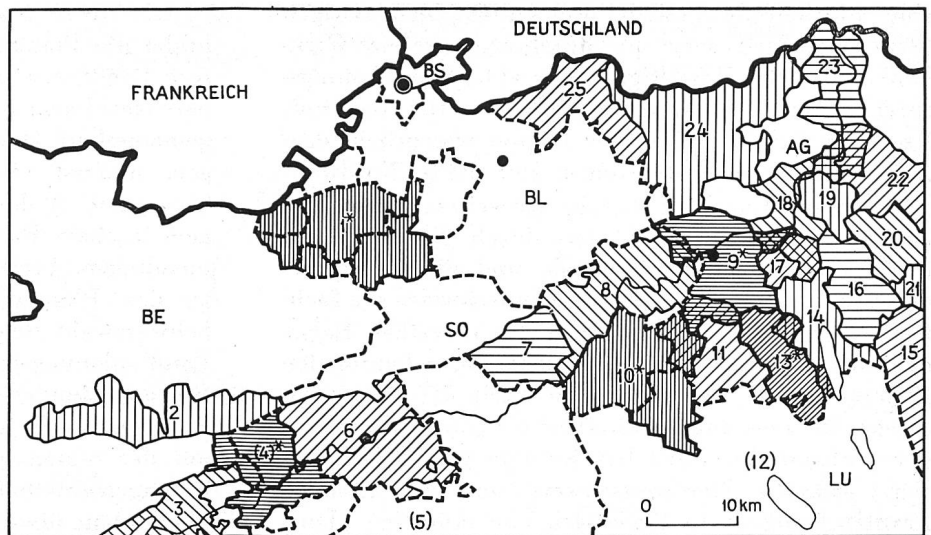 DEUTSCHLAND
FRANKREICH
BS
23
25
24
AG
BL
22
18
19
1*
20
9*
17
8
16
21
BE
SO
14
7
15
11
13*
10*
2
6
(4)*
(12)
LU
3
(5)
0 10 km